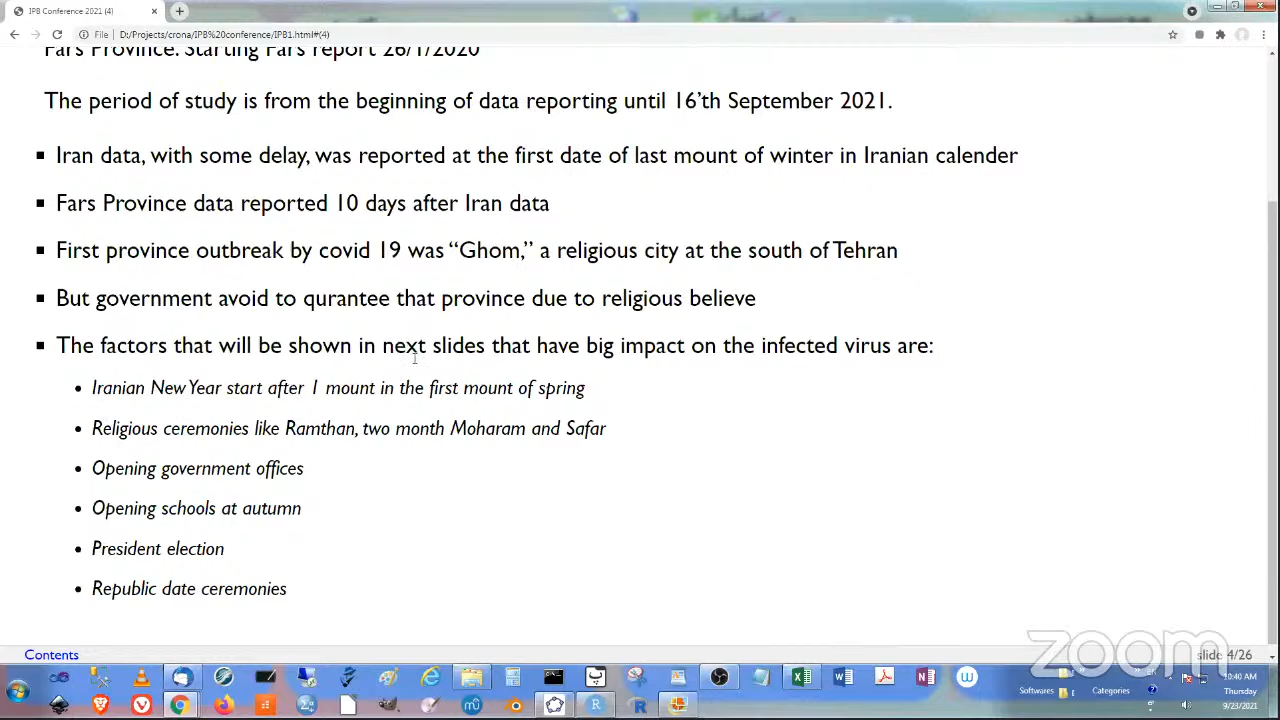 IPB Conference 2021 (4)
File | D:/Projects/crona/IPB%20conference/IPB1.html#(4)
Fars Province: Starting Fars report 26/1/2020
The period of study is from the beginning of data reporting until 16’th September 2021.
Iran data, with some delay, was reported at the first date of last mount of winter in Iranian calender
Fars Province data reported 10 days after Iran data
First province outbreak by covid 19 was “Ghom,” a religious city at the south of Tehran
But government avoid to qurantee that province due to religious believe
The factors that will be shown in next slides that have big impact on the infected virus are:
Iranian New Year start after 1 mount in the first mount of spring
Religious ceremonies like Ramthan, two month Moharam and Safar
Opening government offices
Opening schools at autumn
President election
Republic date ceremonies
Contents
slide 4/26
zoom
Softwares
Categories
10:40 AM
Thursday
9/23/2021